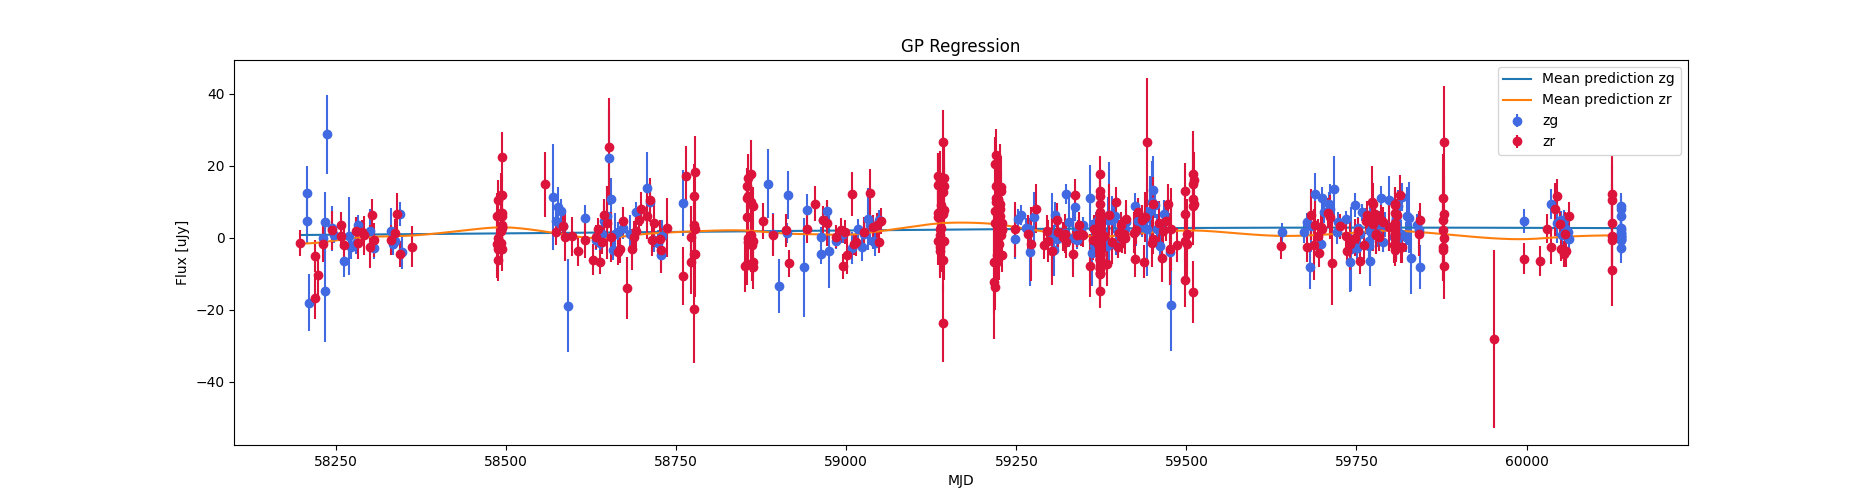 GP Regression
Mean prediction zg
Mean prediction zr
zg
zr
Flux [uJy]
40
20
0
−20
−40
58250
58500
58750
59000
59250
59500
59750
60000
MJD